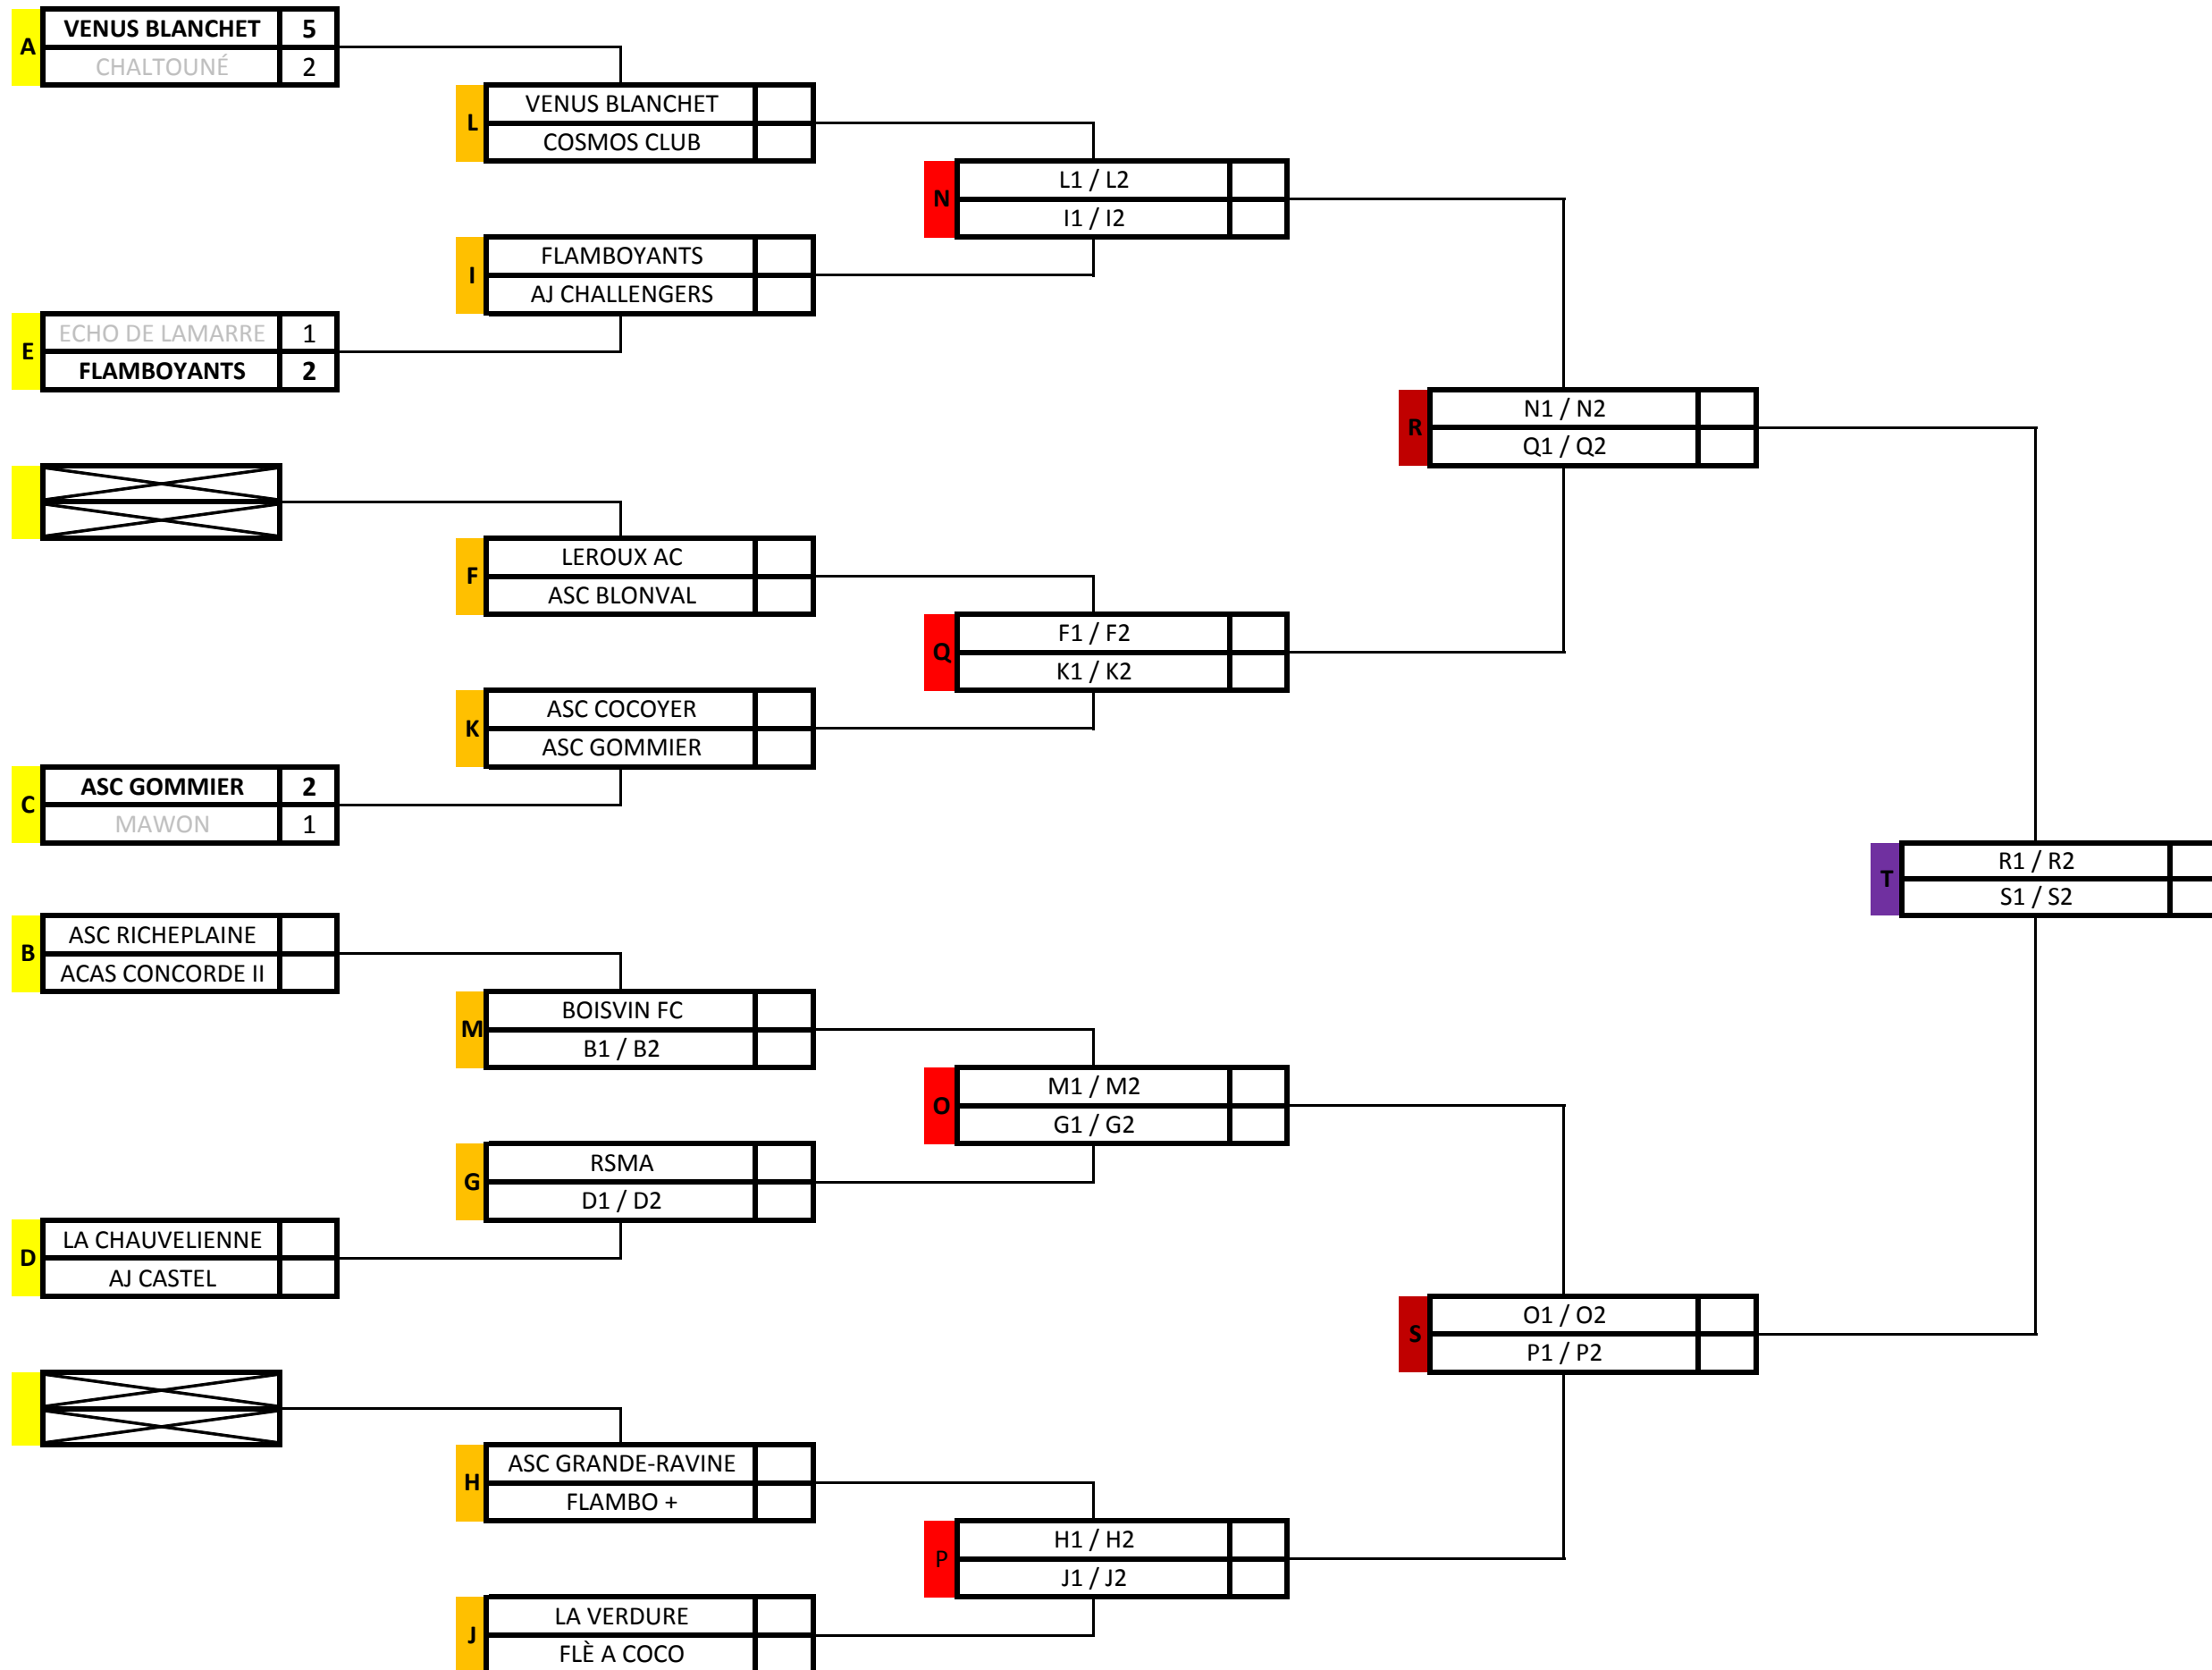 A
VENUS BLANCHET 5
CHALTOUNÉ 2
L
VENUS BLANCHET
COSMOS CLUB
N
L1 / L2
I1 / I2
I
FLAMBOYANTS
AJ CHALLENGERS
E
ECHO DE LAMARRE 1
FLAMBOYANTS 2
R
N1 / N2
Q1 / Q2
F
LEROUX AC
ASC BLONVAL
Q
F1 / F2
K1 / K2
K
ASC COCOYER
ASC GOMMIER
C
ASC GOMMIER 2
MAWON 1
T
R1 / R2
S1 / S2
B
ASC RICHEPLAINE
ACAS CONCORDE II
M
BOISVIN FC
B1 / B2
O
M1 / M2
G1 / G2
G
RSMA
D1 / D2
D
LA CHAUVELIENNE
AJ CASTEL
S
O1 / O2
P1 / P2
H
ASC GRANDE-RAVINE
FLAMBO +
P
H1 / H2
J1 / J2
J
LA VERDURE
FLÈ A COCO